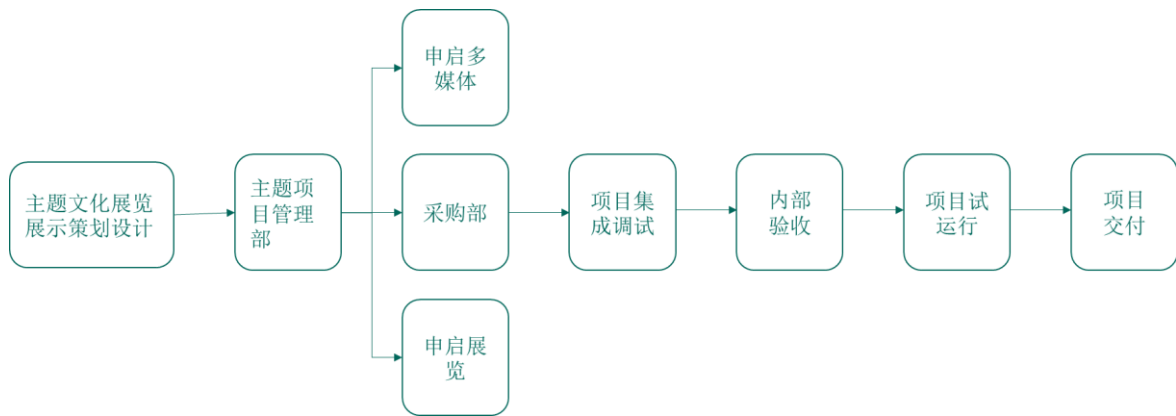 申启多
媒体
主题文化展览
展示策划设计
主题项
目管理
部
采购部
项目集
成调试
内部
验收
项目试
运行
项目
交付
申启展
览